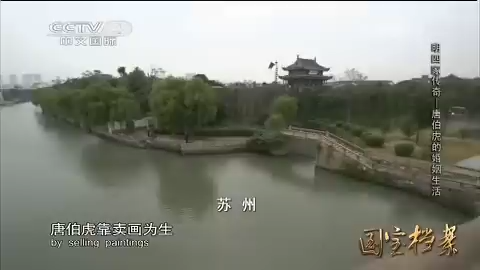 CCTV 4
中文国际
明四家传奇—唐伯虎的婚姻生活
苏州
唐伯虎靠卖画为生
by selling paintings
国宝档案